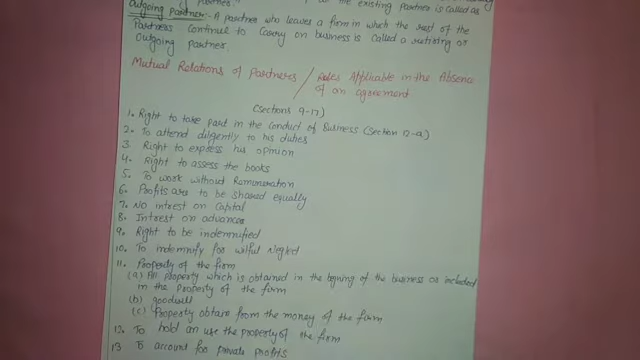 the existing Partner is called as
Outgoing Partner:- A partner who leaves a firm in which the rest of the
Partners Continue to Carry on business is Called a retiring or
Outgoing partner.
Mutual Relations of Partners / Rules Applicable in the Absence
of an agreement
(Sections 9-17)
1. Right to take part in the Conduct of Business (Section 12-a)
2. To attend diligently to his duties
3 Right to express his opinion
4. Right to assess the books
5. To work without Remuneration
6. Profits are to be shared equally
7. No intrest on Capital
8. Intrest on advances
9. Right to be indemnified
10. To indemnify for wilful Negled
11. Property of the firm
(a) All property which is obtained in the of the business or included
in the property of the firm
(b) goodwill
(c) Property obtane from the money of the firm
12. To hold an use the property of the firm
13 To account for private profits